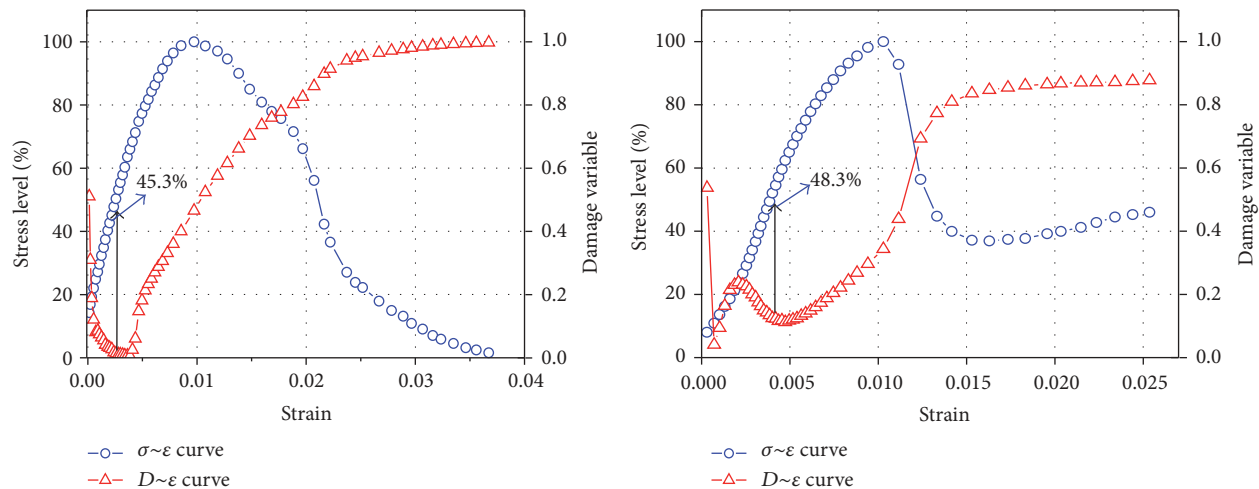 100
80
60
40
20
0
Stress level (%)
45.3%
1.0
0.8
0.6
0.4
0.2
0.0
Damage variable
0.00 0.01 0.02 0.03 0.04
Strain
σ~ε curve
D~ε curve
100
80
60
40
20
0
Stress level (%)
48.3%
1.0
0.8
0.6
0.4
0.2
0.0
Damage variable
0.000 0.005 0.010 0.015 0.020 0.025
Strain
σ~ε curve
D~ε curve